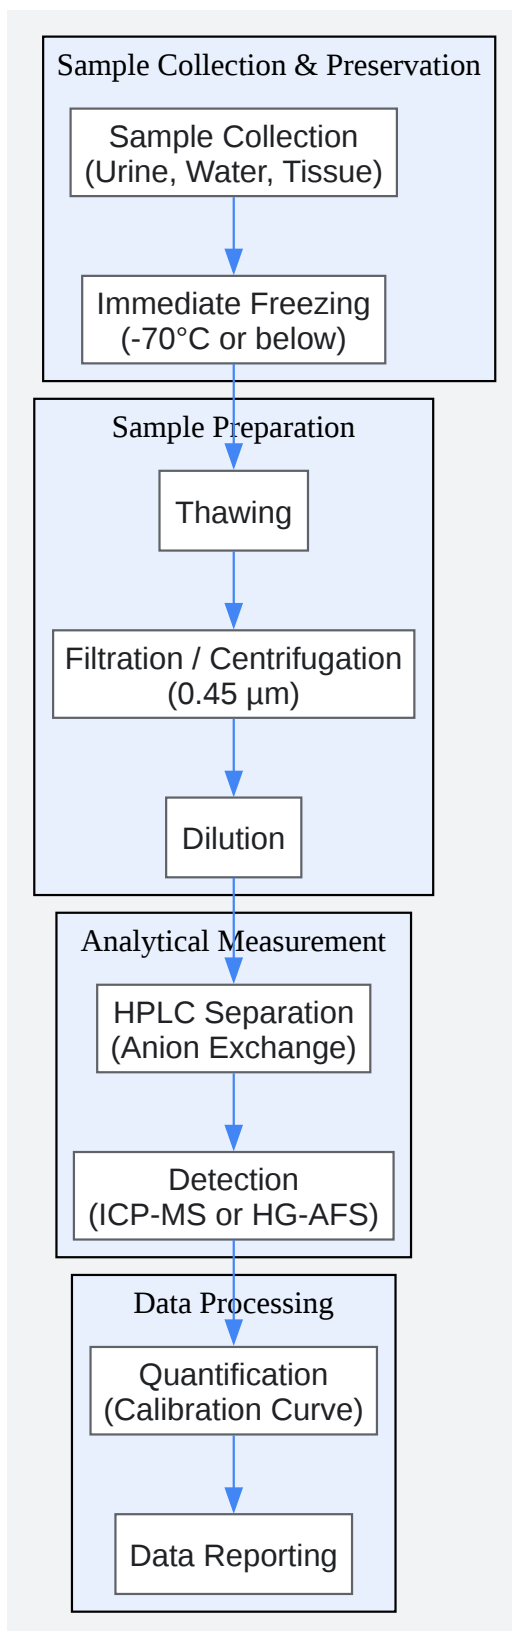 Sample Collection & Preservation
Sample Collection
(Urine, Water, Tissue)
Immediate Freezing
(-70°C or below)
Sample Preparation
Thawing
Filtration / Centrifugation
(0.45 µm)
Dilution
Analytical Measurement
HPLC Separation
(Anion Exchange)
Detection
(ICP-MS or HG-AFS)
Data Processing
Quantification
(Calibration Curve)
Data Reporting